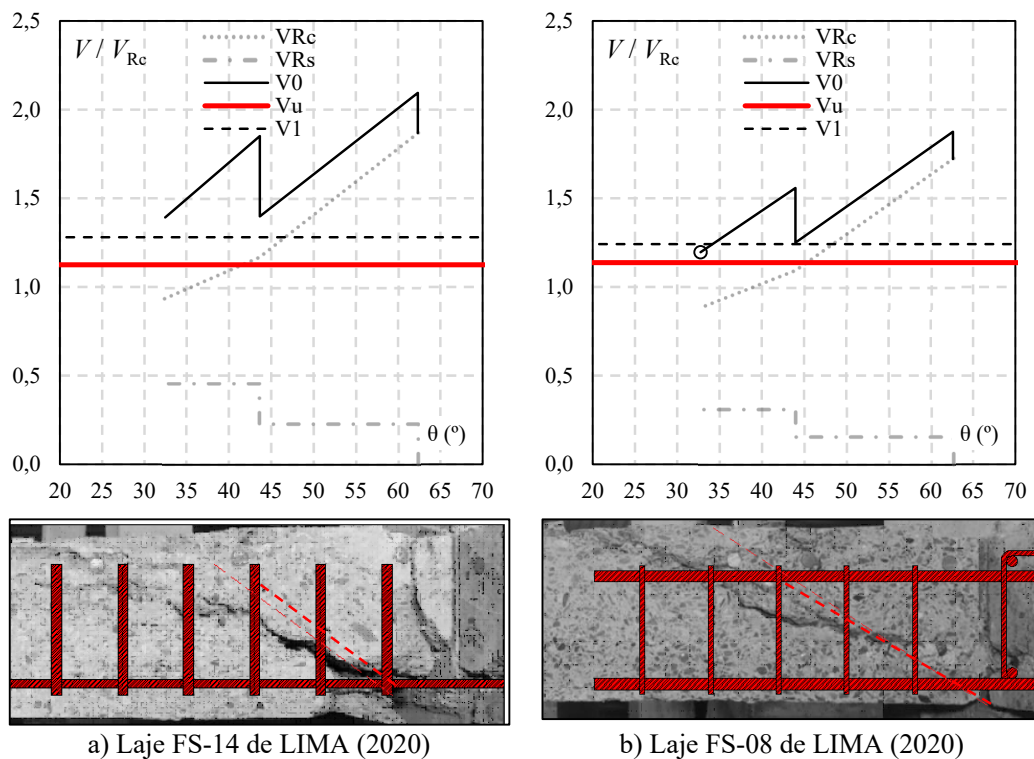 2,5
2,0
1,5
1,0
0,5
0,0
V / VRc
VRc
VRs
V0
Vu
V1
θ (º)
20 25 30 35 40 45 50 55 60 65 70
2,5
2,0
1,5
1,0
0,5
0,0
V / VRc
VRc
VRs
V0
Vu
V1
θ (º)
20 25 30 35 40 45 50 55 60 65 70
a) Laje FS-14 de LIMA (2020)
b) Laje FS-08 de LIMA (2020)